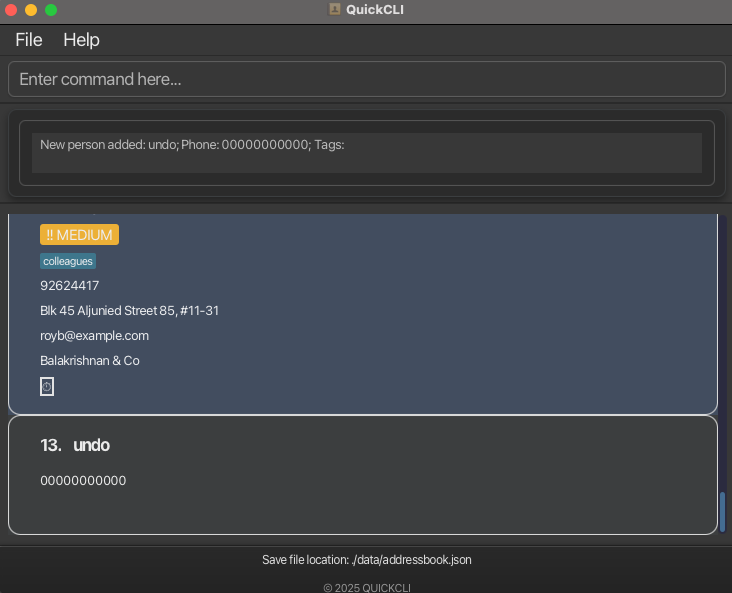 QuickCLI
File Help
Enter command here...
New person added: undo; Phone: 00000000000; Tags:
!! MEDIUM
colleagues
92624417
Blk 45 Aljunied Street 85, #11-31
royb@example.com
Balakrishnan & Co
13. undo
00000000000
Save file location: ./data/addressbook.json
© 2025 QUICKCLI